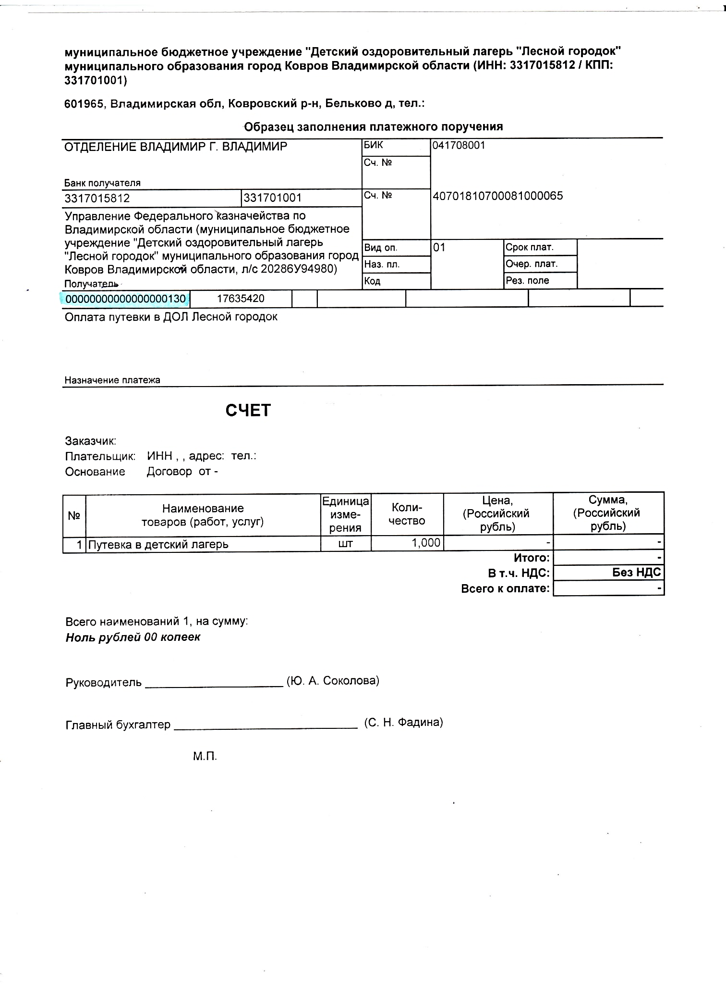 муниципальное бюджетное учреждение "Детский оздоровительный лагерь "Лесной городок"
муниципального образования город Ковров Владимирской области (ИНН: 3317015812 / КПП:
331701001)
601965, Владимирская обл, Ковровский р-н, Бельково д, тел.:
Образец заполнения платежного поручения
ОТДЕЛЕНИЕ ВЛАДИМИР Г. ВЛАДИМИР
БИК 041708001
Сч. №
Банк получателя
3317015812 331701001 Сч. № 40701810700081000065
Управление Федерального казначейства по
Владимирской области (муниципальное бюджетное
учреждение "Детский оздоровительный лагерь
"Лесной городок" муниципального образования город
Ковров Владимирской области, л/с 20286У94980)
Получатель
Вид оп. 01 Срок плат.
Наз. пл. Очер. плат.
Код Рез. поле
00000000000000000130 17635420
Оплата путевки в ДОЛ Лесной городок
Назначение платежа
СЧЕТ
Заказчик:
Плательщик: ИНН , , адрес: тел.:
Основание Договор от -
№ Наименование товаров (работ, услуг) Единица изме-рения Коли-чество Цена, (Российский рубль) Сумма, (Российский рубль)
1 Путевка в детский лагерь шт 1,000 - -
Итого: -
В т.ч. НДС: Без НДС
Всего к оплате: -
Всего наименований 1, на сумму:
Ноль рублей 00 копеек
Руководитель (Ю. А. Соколова)
Главный бухгалтер (С. Н. Фадина)
М.П.